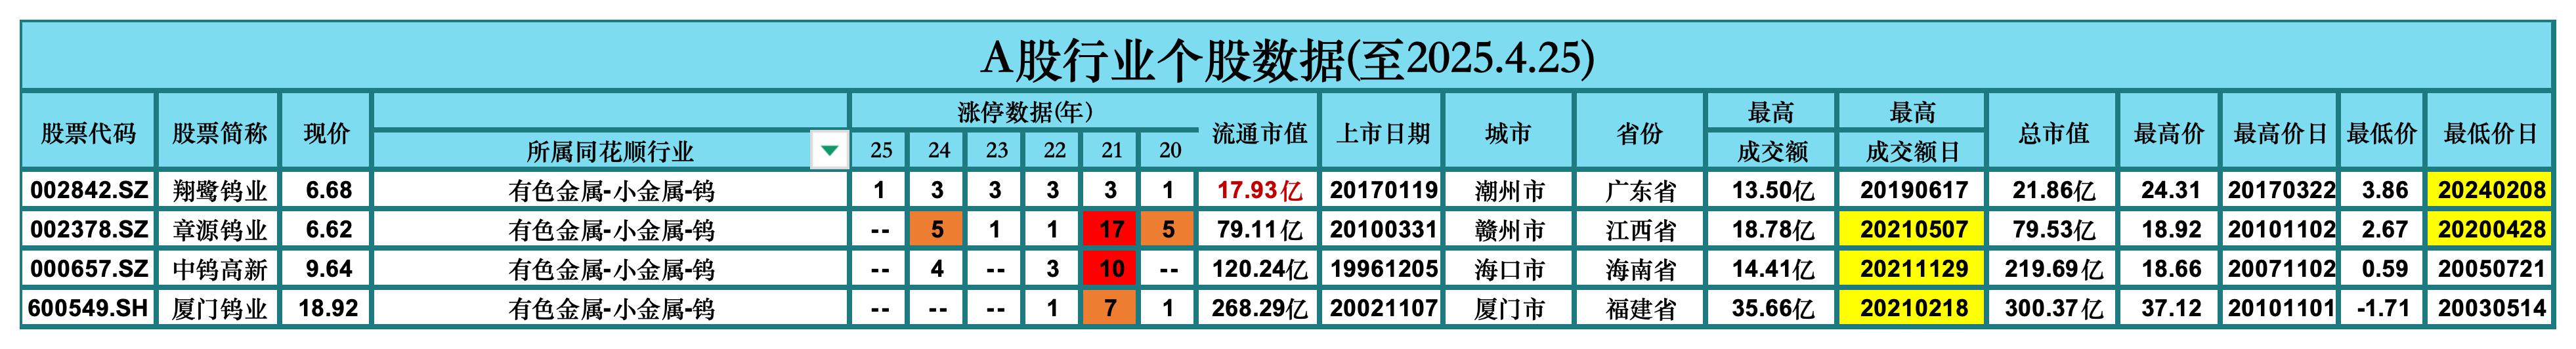 A股行业个股数据(至2025.4.25)
股票代码 股票简称 现价 所属同花顺行业 涨停数据(年) 流通市值 上市日期 城市 省份 最高 最高 总市值 最高价 最高价日 最低价 最低价日
25 24 23 22 21 20 成交额 成交额日
002842.SZ 翔鹭钨业 6.68 有色金属-小金属-钨 1 3 3 3 3 1 17.93亿 20170119 潮州市 广东省 13.50亿 20190617 21.86亿 24.31 20170322 3.86 20240208
002378.SZ 章源钨业 6.62 有色金属-小金属-钨 -- 5 1 1 17 5 79.11亿 20100331 赣州市 江西省 18.78亿 20210507 79.53亿 18.92 20101102 2.67 20200428
000657.SZ 中钨高新 9.64 有色金属-小金属-钨 -- 4 -- 3 10 -- 120.24亿 19961205 海口市 海南省 14.41亿 20211129 219.69亿 18.66 20071102 0.59 20050721
600549.SH 厦门钨业 18.92 有色金属-小金属-钨 -- -- -- 1 7 1 268.29亿 20021107 厦门市 福建省 35.66亿 20210218 300.37亿 37.12 20101101 -1.71 20030514